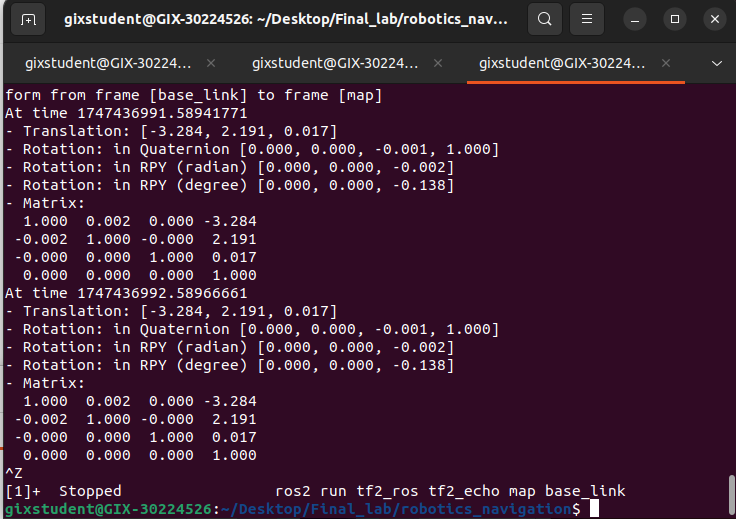 gixstudent@GIX-30224526: ~/Desktop/Final_lab/robotics_nav...
gixstudent@GIX-30224...
gixstudent@GIX-30224...
gixstudent@GIX-30224...
form from frame [base_link] to frame [map]
At time 1747436991.58941771
- Translation: [-3.284, 2.191, 0.017]
- Rotation: in Quaternion [0.000, 0.000, -0.001, 1.000]
- Rotation: in RPY (radian) [0.000, 0.000, -0.002]
- Rotation: in RPY (degree) [0.000, 0.000, -0.138]
- Matrix:
  1.000  0.002  0.000 -3.284
 -0.002  1.000 -0.000  2.191
 -0.000  0.000  1.000  0.017
  0.000  0.000  0.000  1.000
At time 1747436992.58966661
- Translation: [-3.284, 2.191, 0.017]
- Rotation: in Quaternion [0.000, 0.000, -0.001, 1.000]
- Rotation: in RPY (radian) [0.000, 0.000, -0.002]
- Rotation: in RPY (degree) [0.000, 0.000, -0.138]
- Matrix:
  1.000  0.002  0.000 -3.284
 -0.002  1.000 -0.000  2.191
 -0.000  0.000  1.000  0.017
  0.000  0.000  0.000  1.000
^Z
[1]+  Stopped                 ros2 run tf2_ros tf2_echo map base_link
gixstudent@GIX-30224526:~/Desktop/Final_lab/robotics_navigation$